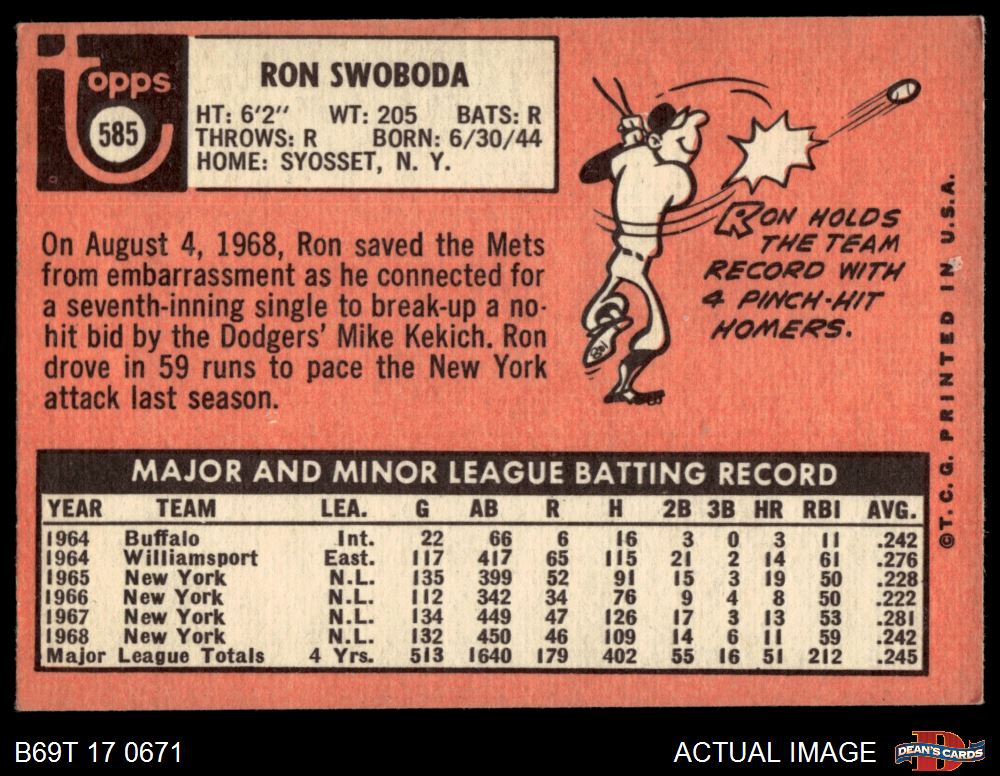 topps
585
RON SWOBODA
HT: 6'2" WT: 205 BATS: R
THROWS: R BORN: 6/30/44
HOME: SYOSSET, N. Y.
On August 4, 1968, Ron saved the Mets
from embarrassment as he connected for
a seventh-inning single to break-up a no-
hit bid by the Dodgers' Mike Kekich. Ron
drove in 59 runs to pace the New York
attack last season.
RON HOLDS
THE TEAM
RECORD WITH
4 PINCH-HIT
HOMERS.
©T. C. G. PRINTED IN U.S.A.
MAJOR AND MINOR LEAGUE BATTING RECORD
YEAR TEAM LEA. G AB R H 2B 3B HR RBI AVG.
1964 Buffalo Int. 22 66 6 16 3 0 3 11 .242
1964 Williamsport East. 117 417 65 115 21 2 14 61 .276
1965 New York N.L. 135 399 52 91 15 3 19 50 .228
1966 New York N.L. 112 342 34 76 9 4 8 50 .222
1967 New York N.L. 134 449 47 126 17 3 13 53 .281
1968 New York N.L. 132 450 46 109 14 6 11 59 .242
Major League Totals 4 Yrs. 513 1640 179 402 55 16 51 212 .245
B69T 17 0671
ACTUAL IMAGE
D
DEAN'S CARDS